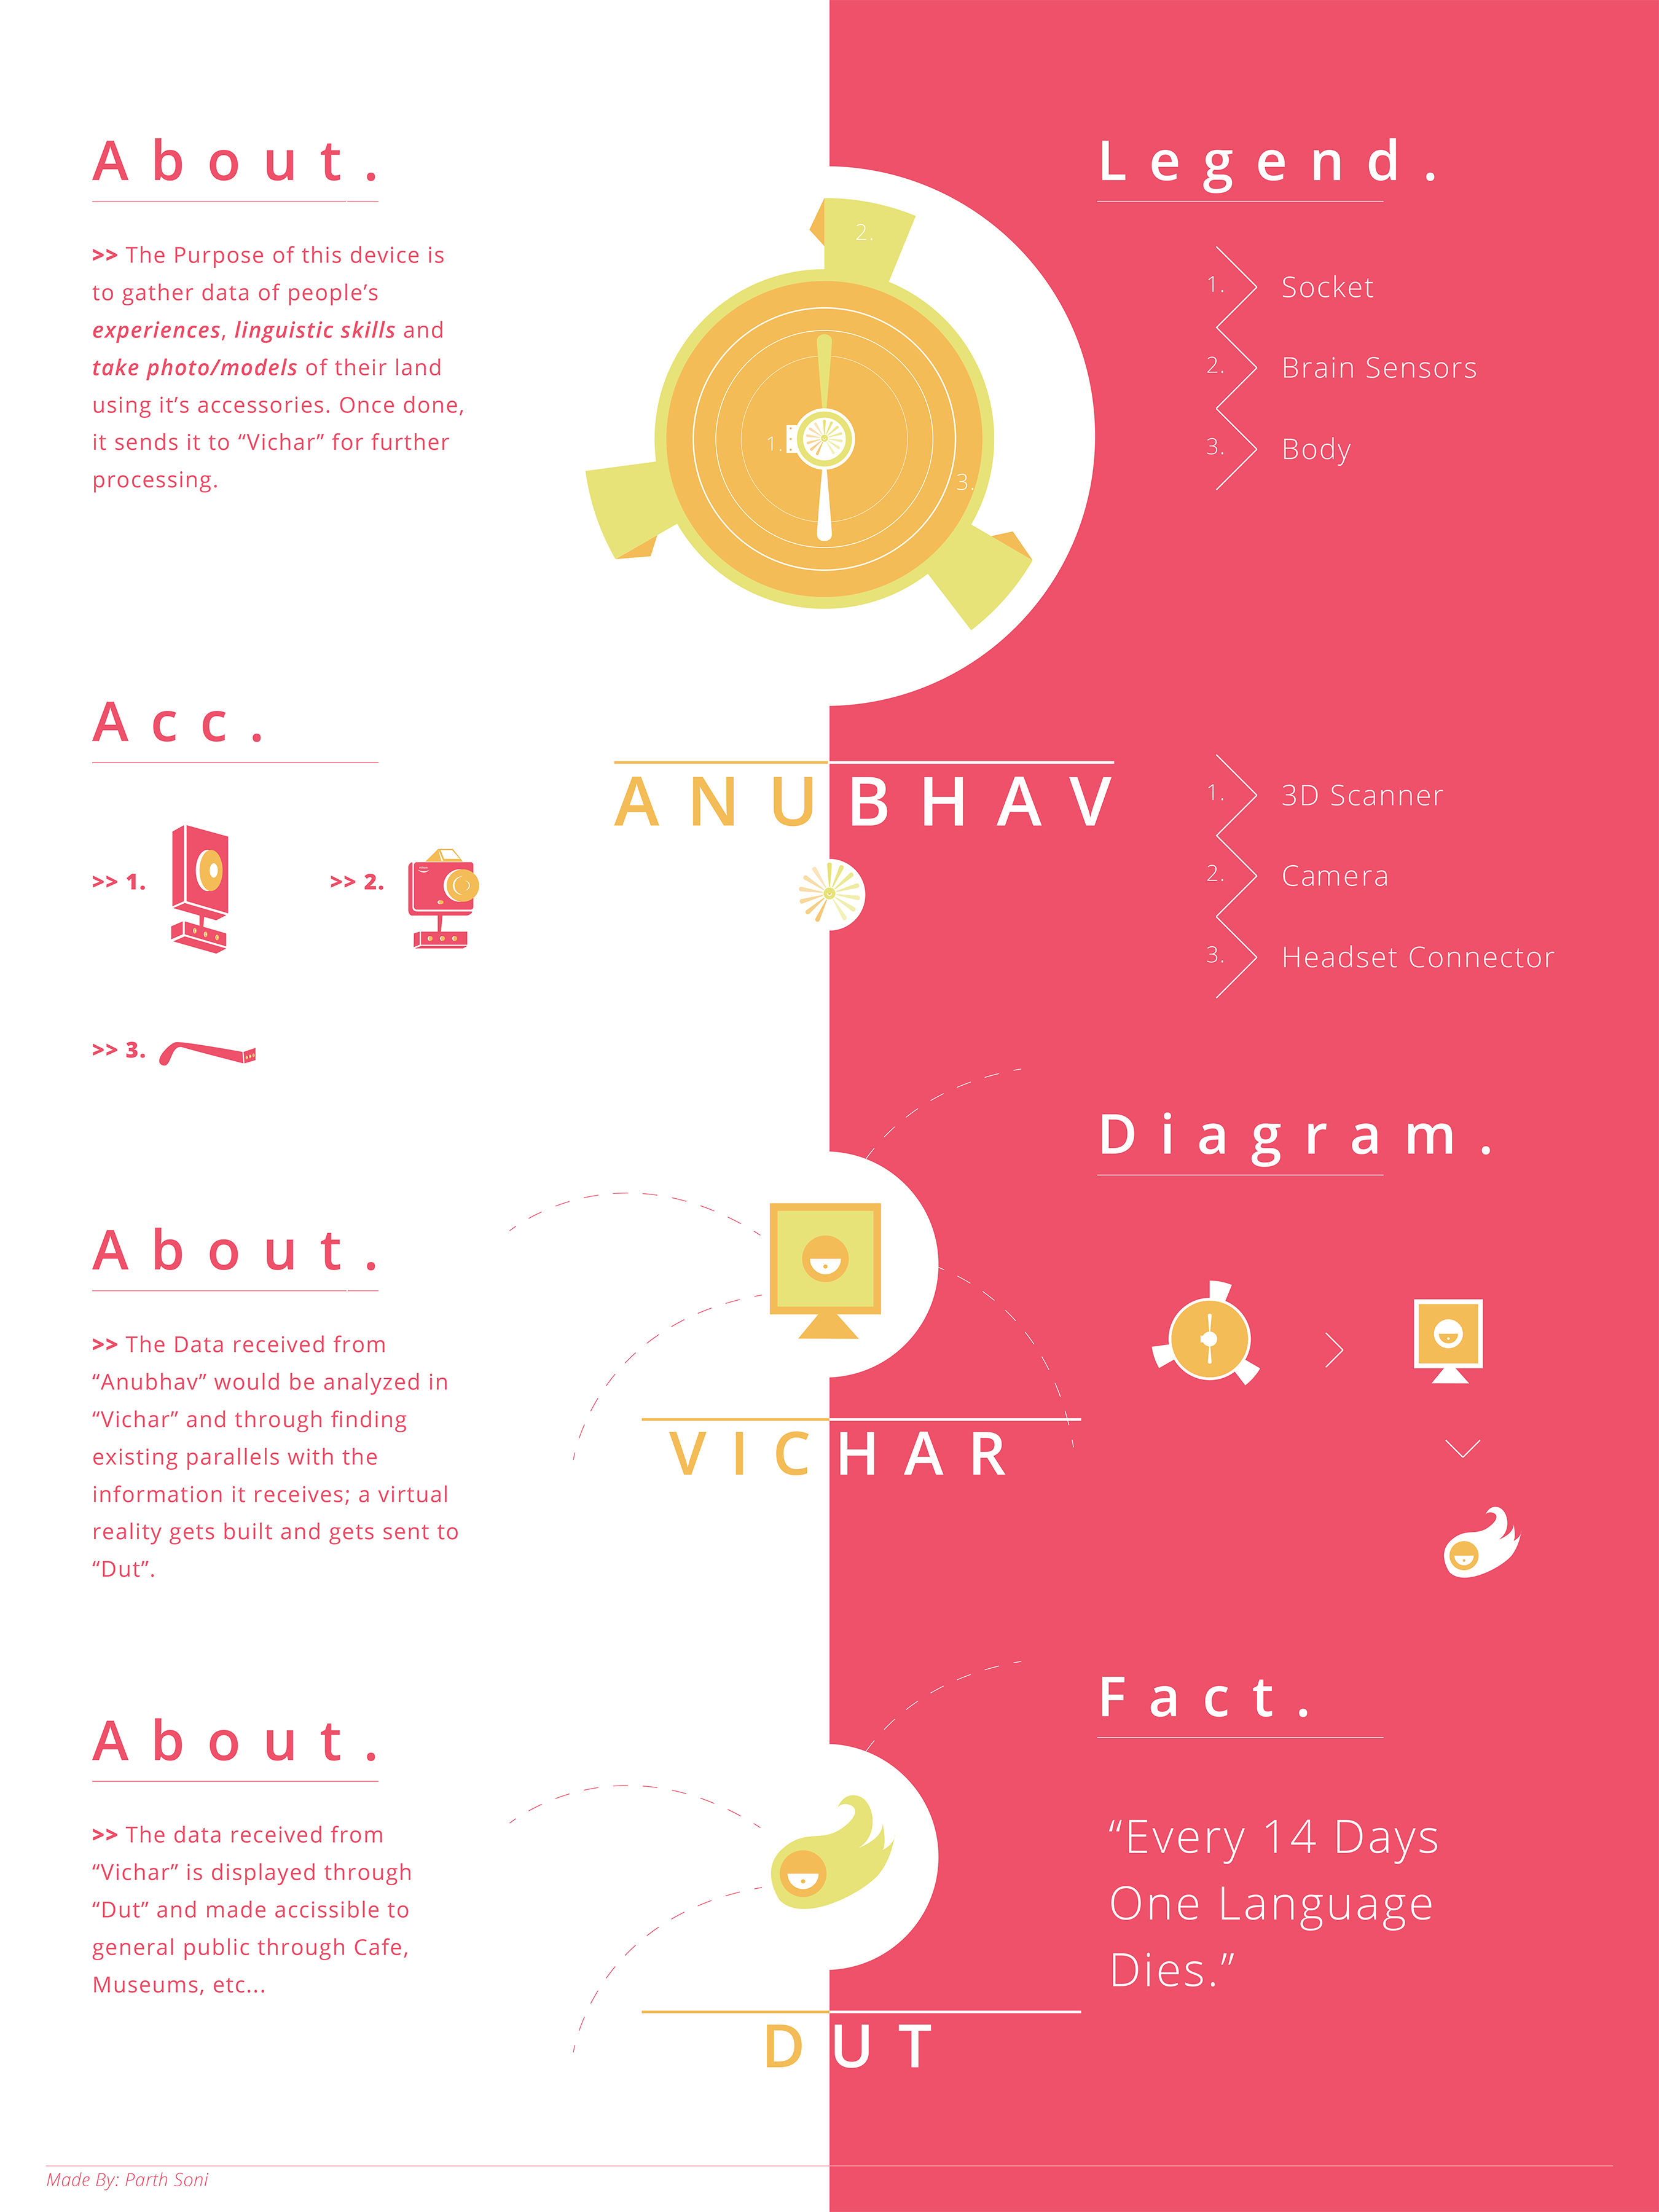 About.
>> The Purpose of this device is
to gather data of people’s
experiences, linguistic skills and
take photo/models of their land
using it’s accessories. Once done,
it sends it to “Vichar” for further
processing.
2.
1.
3.
Legend.
1. Socket
2. Brain Sensors
3. Body
Acc.
>> 1.
>> 2.
>> 3.
ANUBHAV
1. 3D Scanner
2. Camera
3. Headset Connector
Diagram.
About.
>> The Data received from
“Anubhav” would be analyzed in
“Vichar” and through finding
existing parallels with the
information it receives; a virtual
reality gets built and gets sent to
“Dut”.
VICHAR
About.
>> The data received from
“Vichar” is displayed through
“Dut” and made accissible to
general public through Cafe,
Museums, etc...
DUT
Fact.
“Every 14 Days
One Language
Dies.”
Made By: Parth Soni